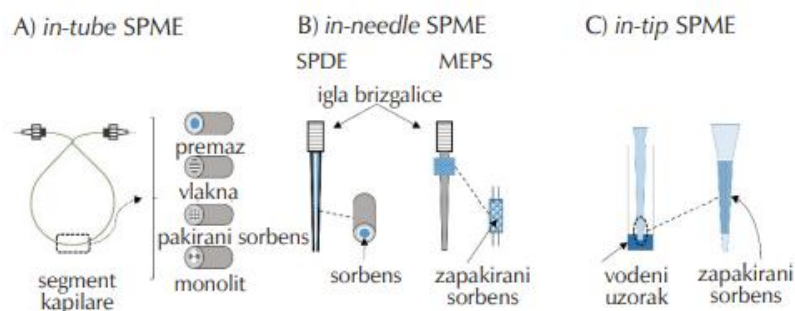 A) in-tube SPME
premaz
vlakna
pakirani sorbens
monolit
segment
kapilare
B) in-needle SPME
SPDE
MEPS
igla brizgalice
sorbens
zapakirani
sorbens
C) in-tip SPME
vodeni
uzorak
zapakirani
sorbens